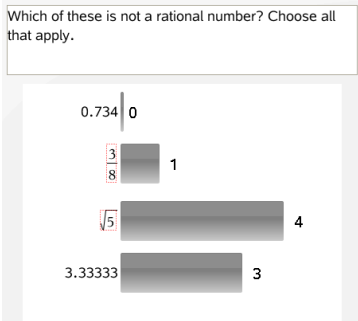 Which of these is not a rational number? Choose all
that apply.
0.734 0
3/8 1
√5 4
3.33333 3